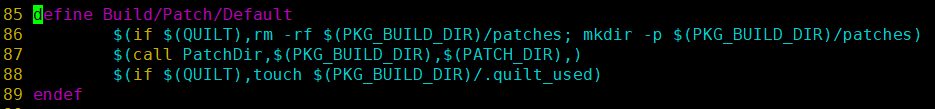 85 define Build/Patch/Default
86         $(if $(QUILT),rm -rf $(PKG_BUILD_DIR)/patches; mkdir -p $(PKG_BUILD_DIR)/patches)
87         $(call PatchDir,$(PKG_BUILD_DIR),$(PATCH_DIR),)
88         $(if $(QUILT),touch $(PKG_BUILD_DIR)/.quilt_used)
89 endef